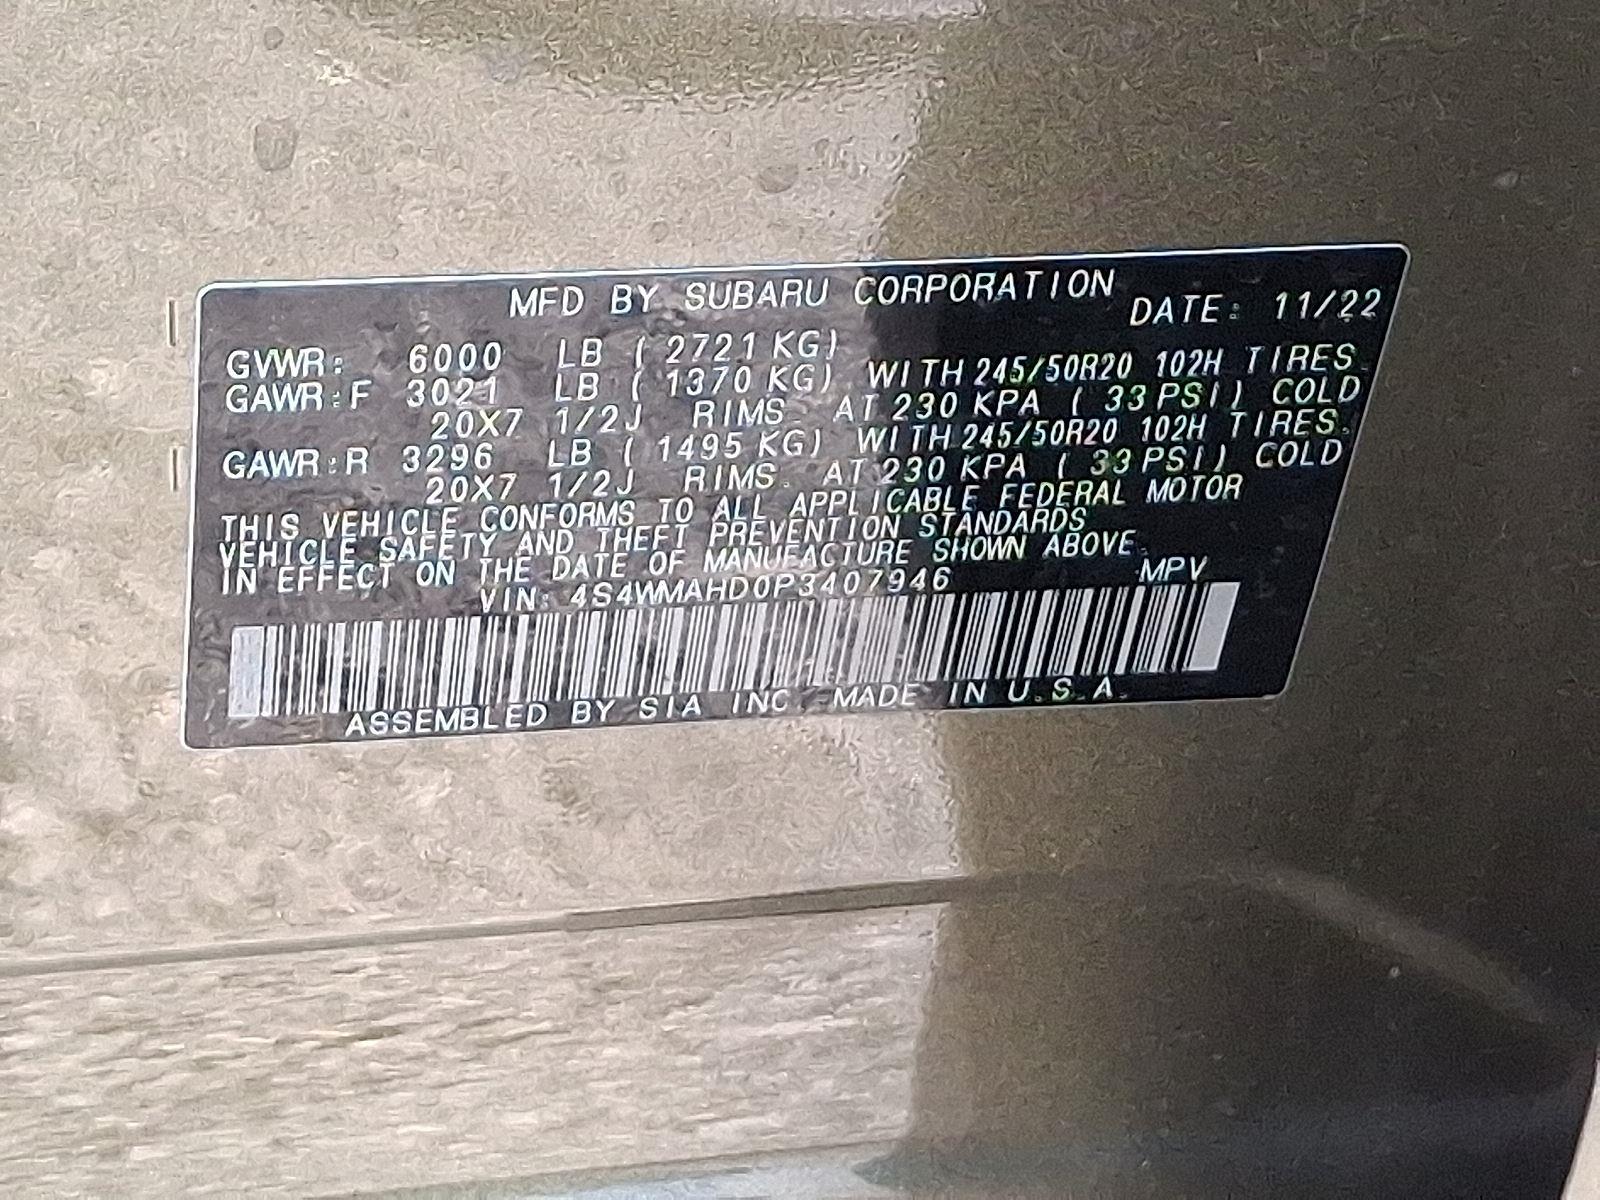 MFD BY SUBARU CORPORATION DATE: 11/22
GVWR: 6000 LB (2721 KG)
GAWR:F 3021 LB (1370 KG) WITH 245/50R20 102H TIRES.
20X7 1/2J RIMS. AT 230 KPA (33 PSI) COLD
GAWR:R 3296 LB (1495 KG) WITH 245/50R20 102H TIRES.
20X7 1/2J RIMS. AT 230 KPA (33 PSI) COLD
THIS VEHICLE CONFORMS TO ALL APPLICABLE FEDERAL MOTOR
VEHICLE SAFETY AND THEFT PREVENTION STANDARDS
IN EFFECT ON THE DATE OF MANUFACTURE SHOWN ABOVE.
VIN: 4S4WMAHD0P3407946 MPV
ASSEMBLED BY SIA INC. MADE IN U.S.A.